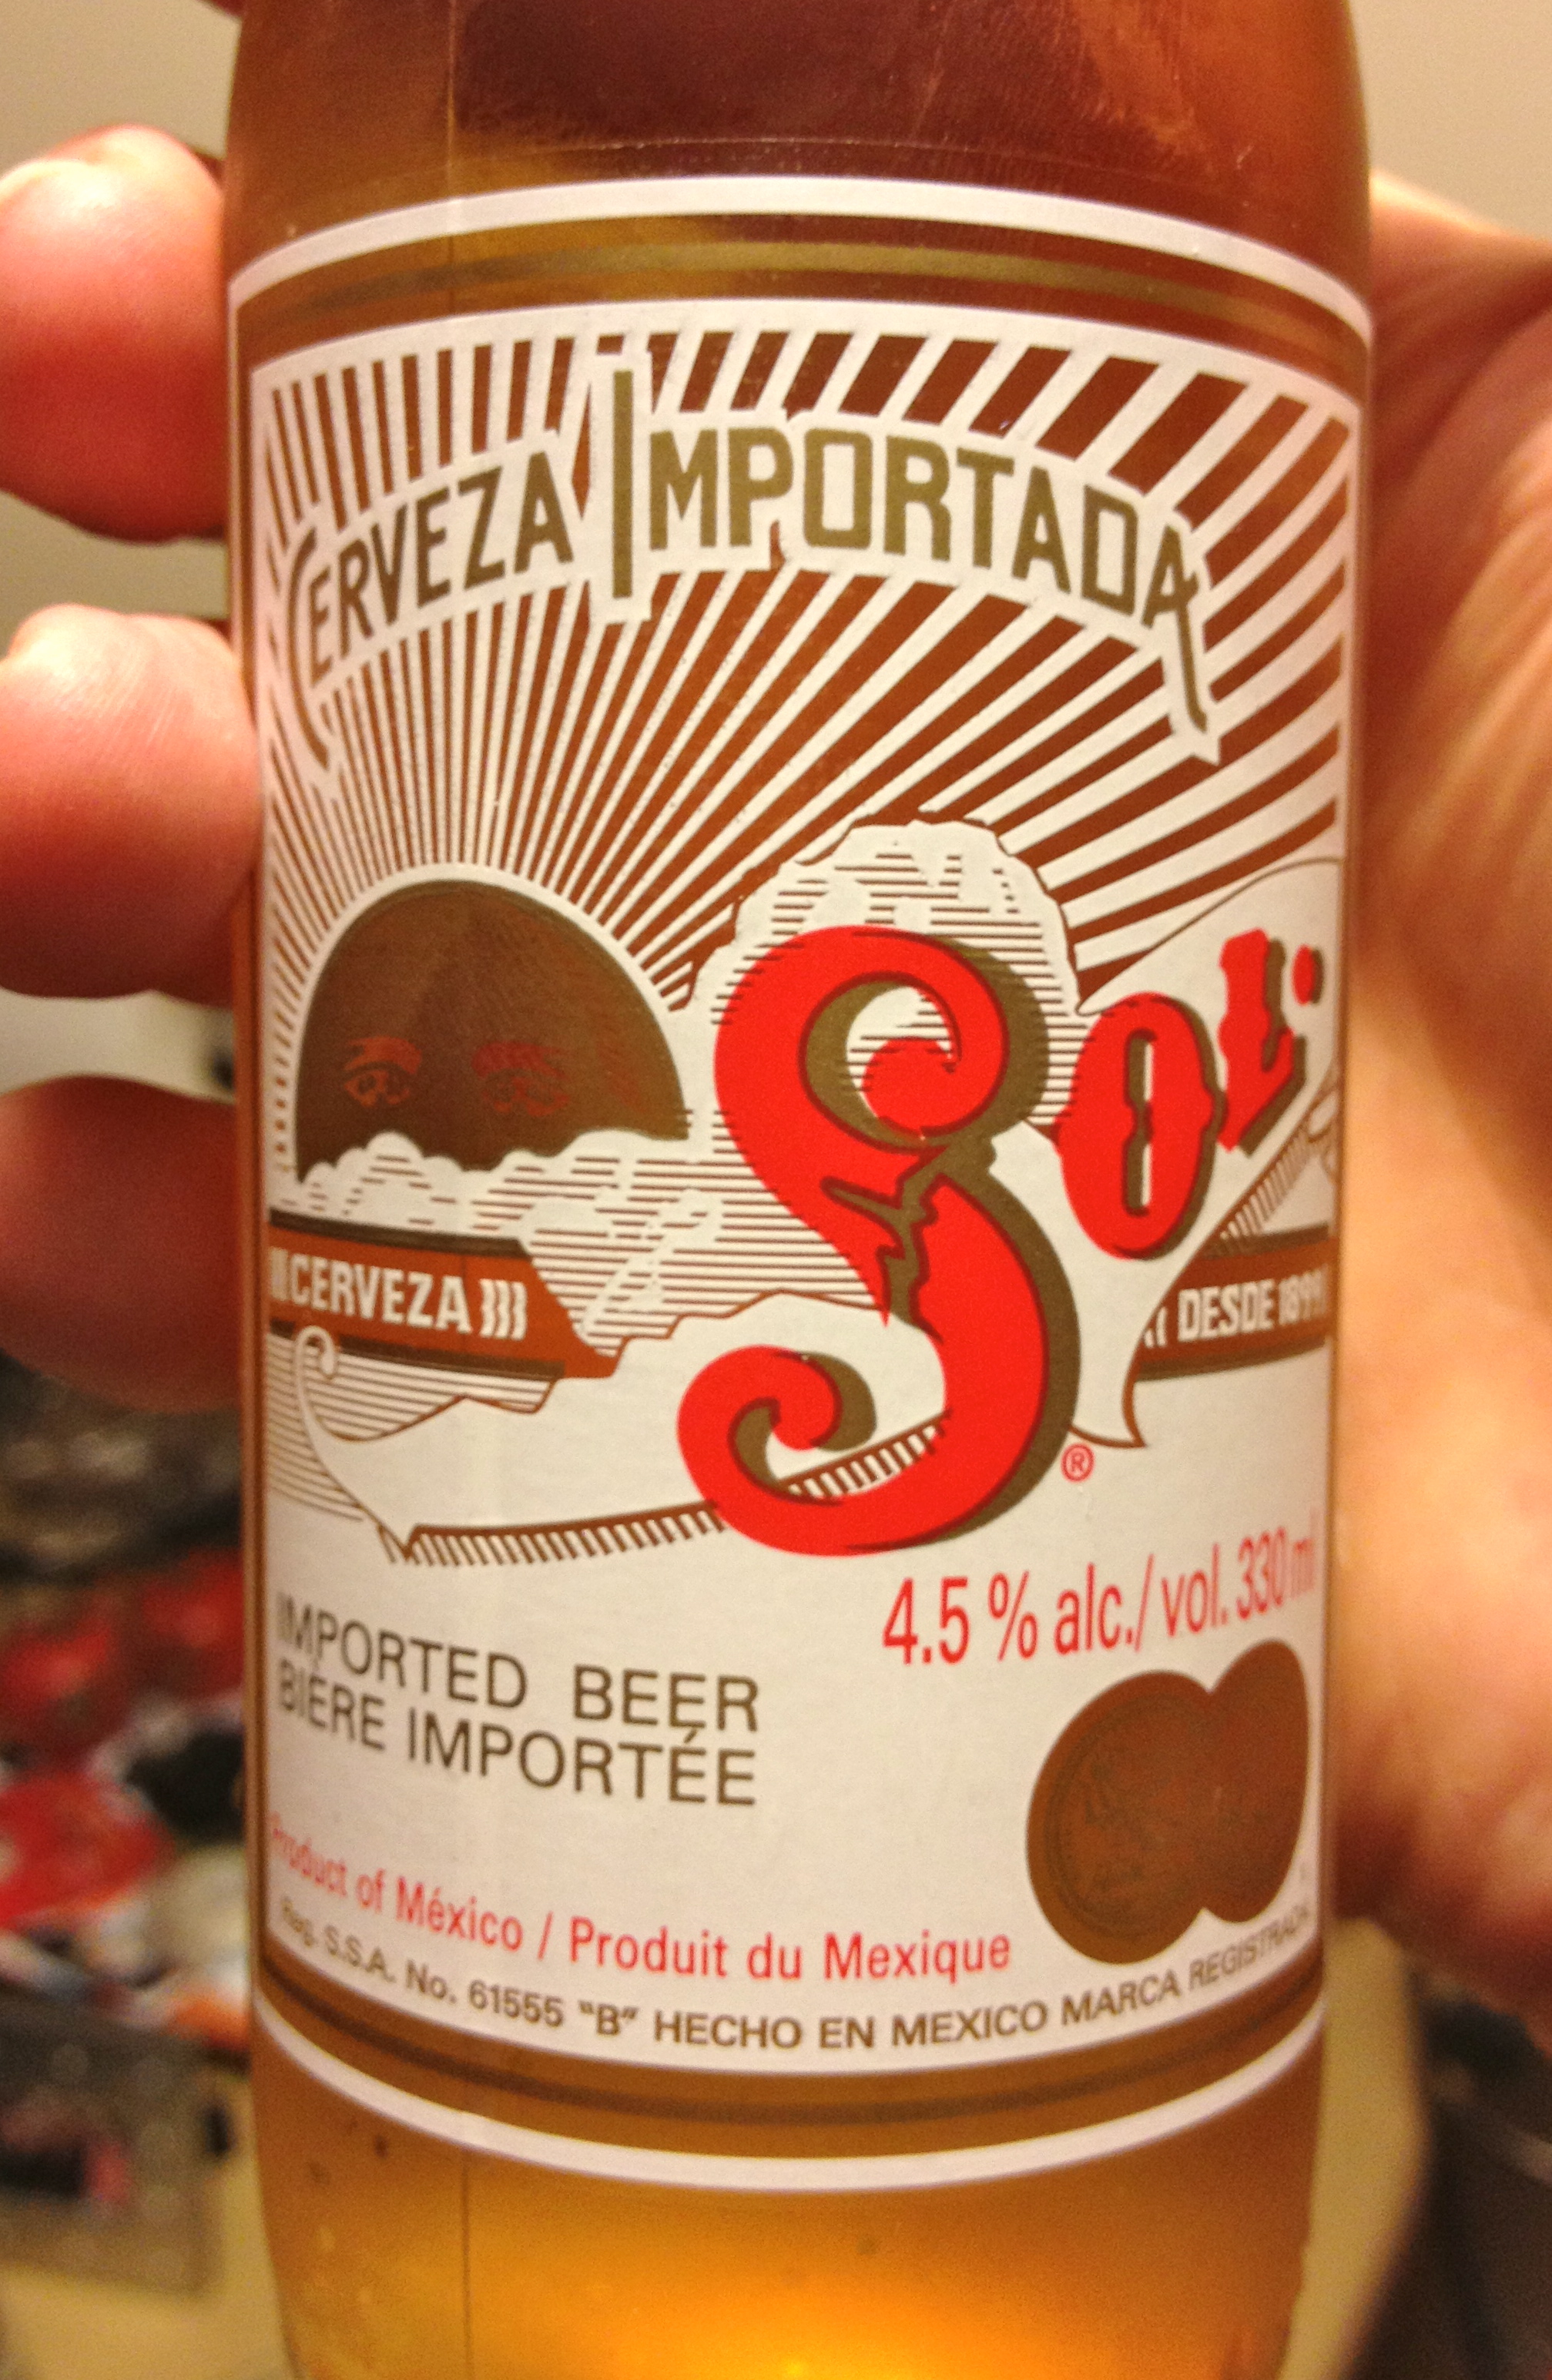 CERVEZA IMPORTADA
SOL
CERVEZA
DESDE 1899
®
4.5 % alc./vol. 330 ml
IMPORTED BEER
BIÈRE IMPORTÉE
Product of México / Produit du Mexique
Reg. S.S.A. No. 61555 "B" HECHO EN MEXICO MARCA REGISTRADA